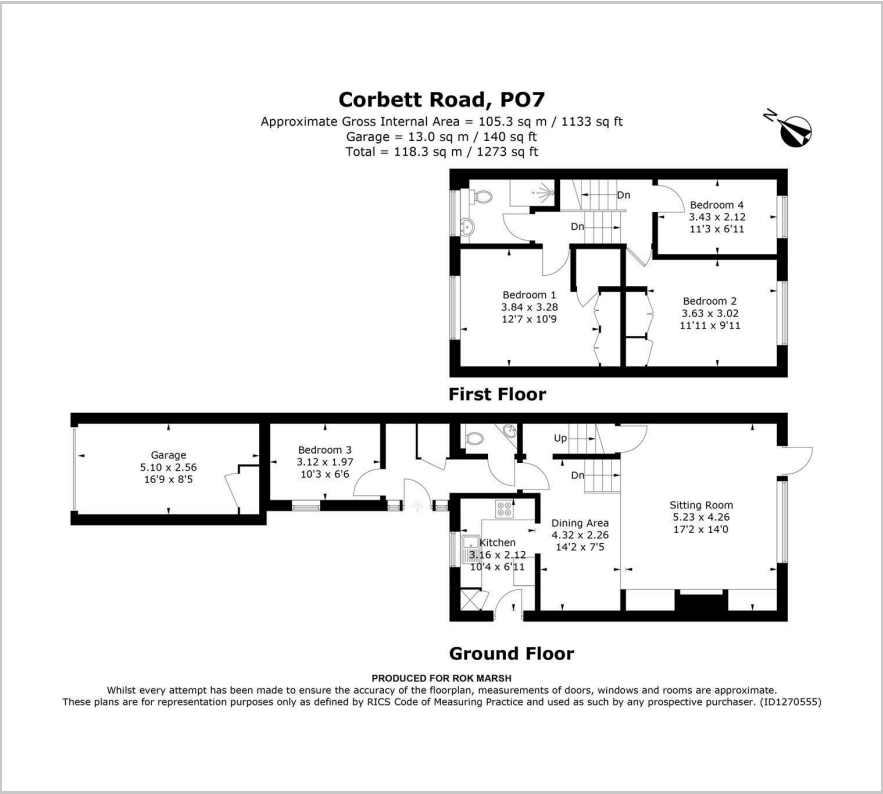 Corbett Road, PO7
Approximate Gross Internal Area = 105.3 sq m / 1133 sq ft
Garage = 13.0 sq m / 140 sq ft
Total = 118.3 sq m / 1273 sq ft
N
Dn
Dn
Bedroom 4
3.43 x 2.12
11'3 x 6'11
Bedroom 1
3.84 x 3.28
12'7 x 10'9
Bedroom 2
3.63 x 3.02
11'11 x 9'11
First Floor
Garage
5.10 x 2.56
16'9 x 8'5
Bedroom 3
3.12 x 1.97
10'3 x 6'6
Up
Dn
Kitchen
3.16 x 2.12
10'4 x 6'11
Dining Area
4.32 x 2.26
14'2 x 7'5
Sitting Room
5.23 x 4.26
17'2 x 14'0
Ground Floor
PRODUCED FOR ROK MARSH
Whilst every attempt has been made to ensure the accuracy of the floorplan, measurements of doors, windows and rooms are approximate.
These plans are for representation purposes only as defined by RICS Code of Measuring Practice and used as such by any prospective purchaser. (ID1270555)